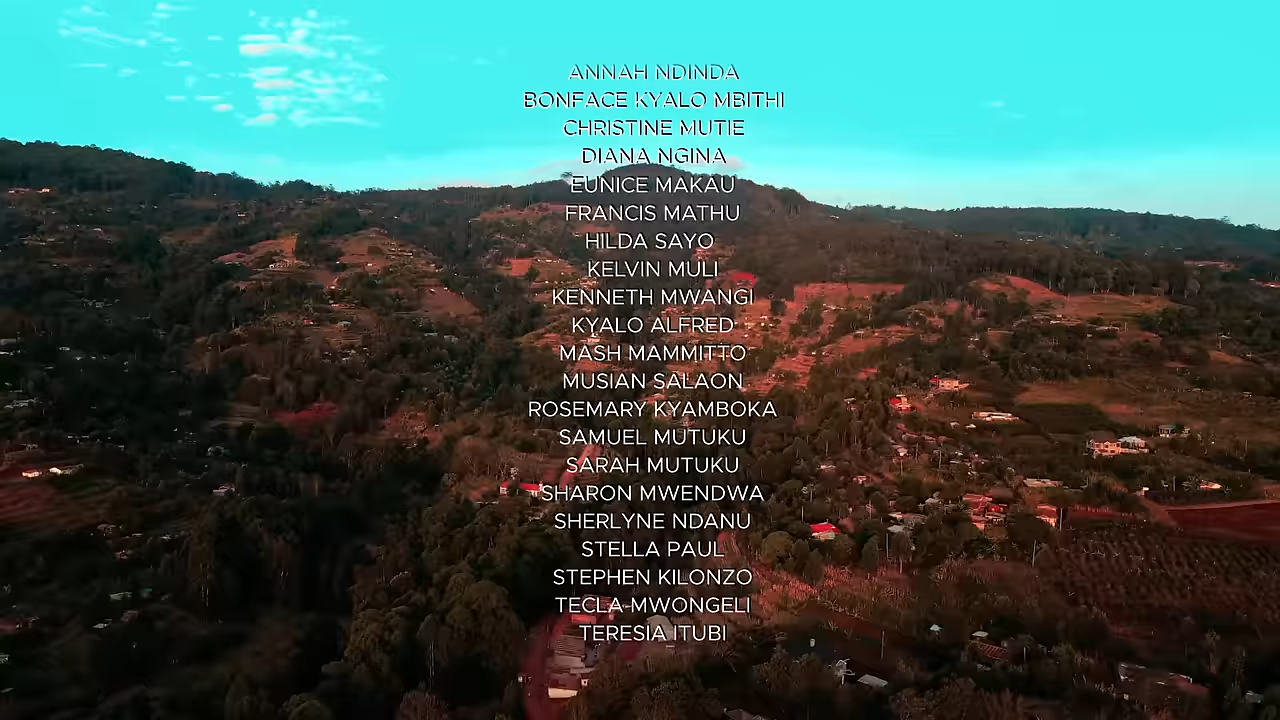 ANNAH NDINDA
BONFACE KYALO MBITHI
CHRISTINE MUTIE
DIANA NGINA
EUNICE MAKAU
FRANCIS MATHU
HILDA SAYO
KELVIN MULI
KENNETH MWANGI
KYALO ALFRED
MASH MAMMITTO
MUSIAN SALAON
ROSEMARY KYAMBOKA
SAMUEL MUTUKU
SARAH MUTUKU
SHARON MWENDWA
SHERLYNE NDANU
STELLA PAUL
STEPHEN KILONZO
TECLA MWONGELI
TERESIA ITUBI